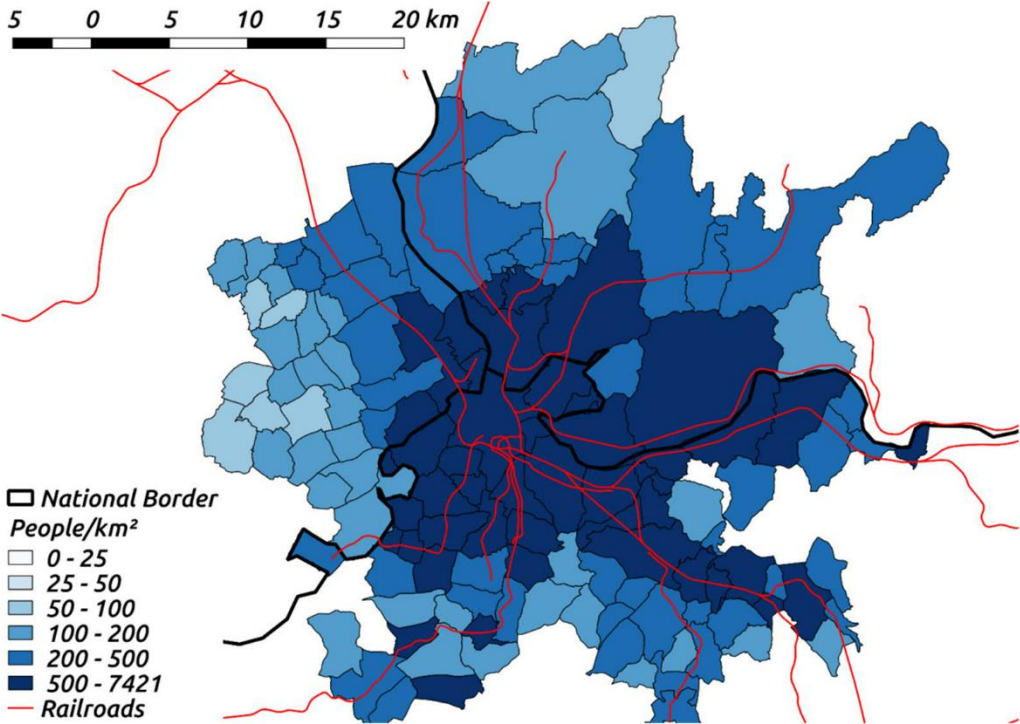 5 0 5 10 15 20 km
National Border
People/km²
0 - 25
25 - 50
50 - 100
100 - 200
200 - 500
500 - 7421
Railroads